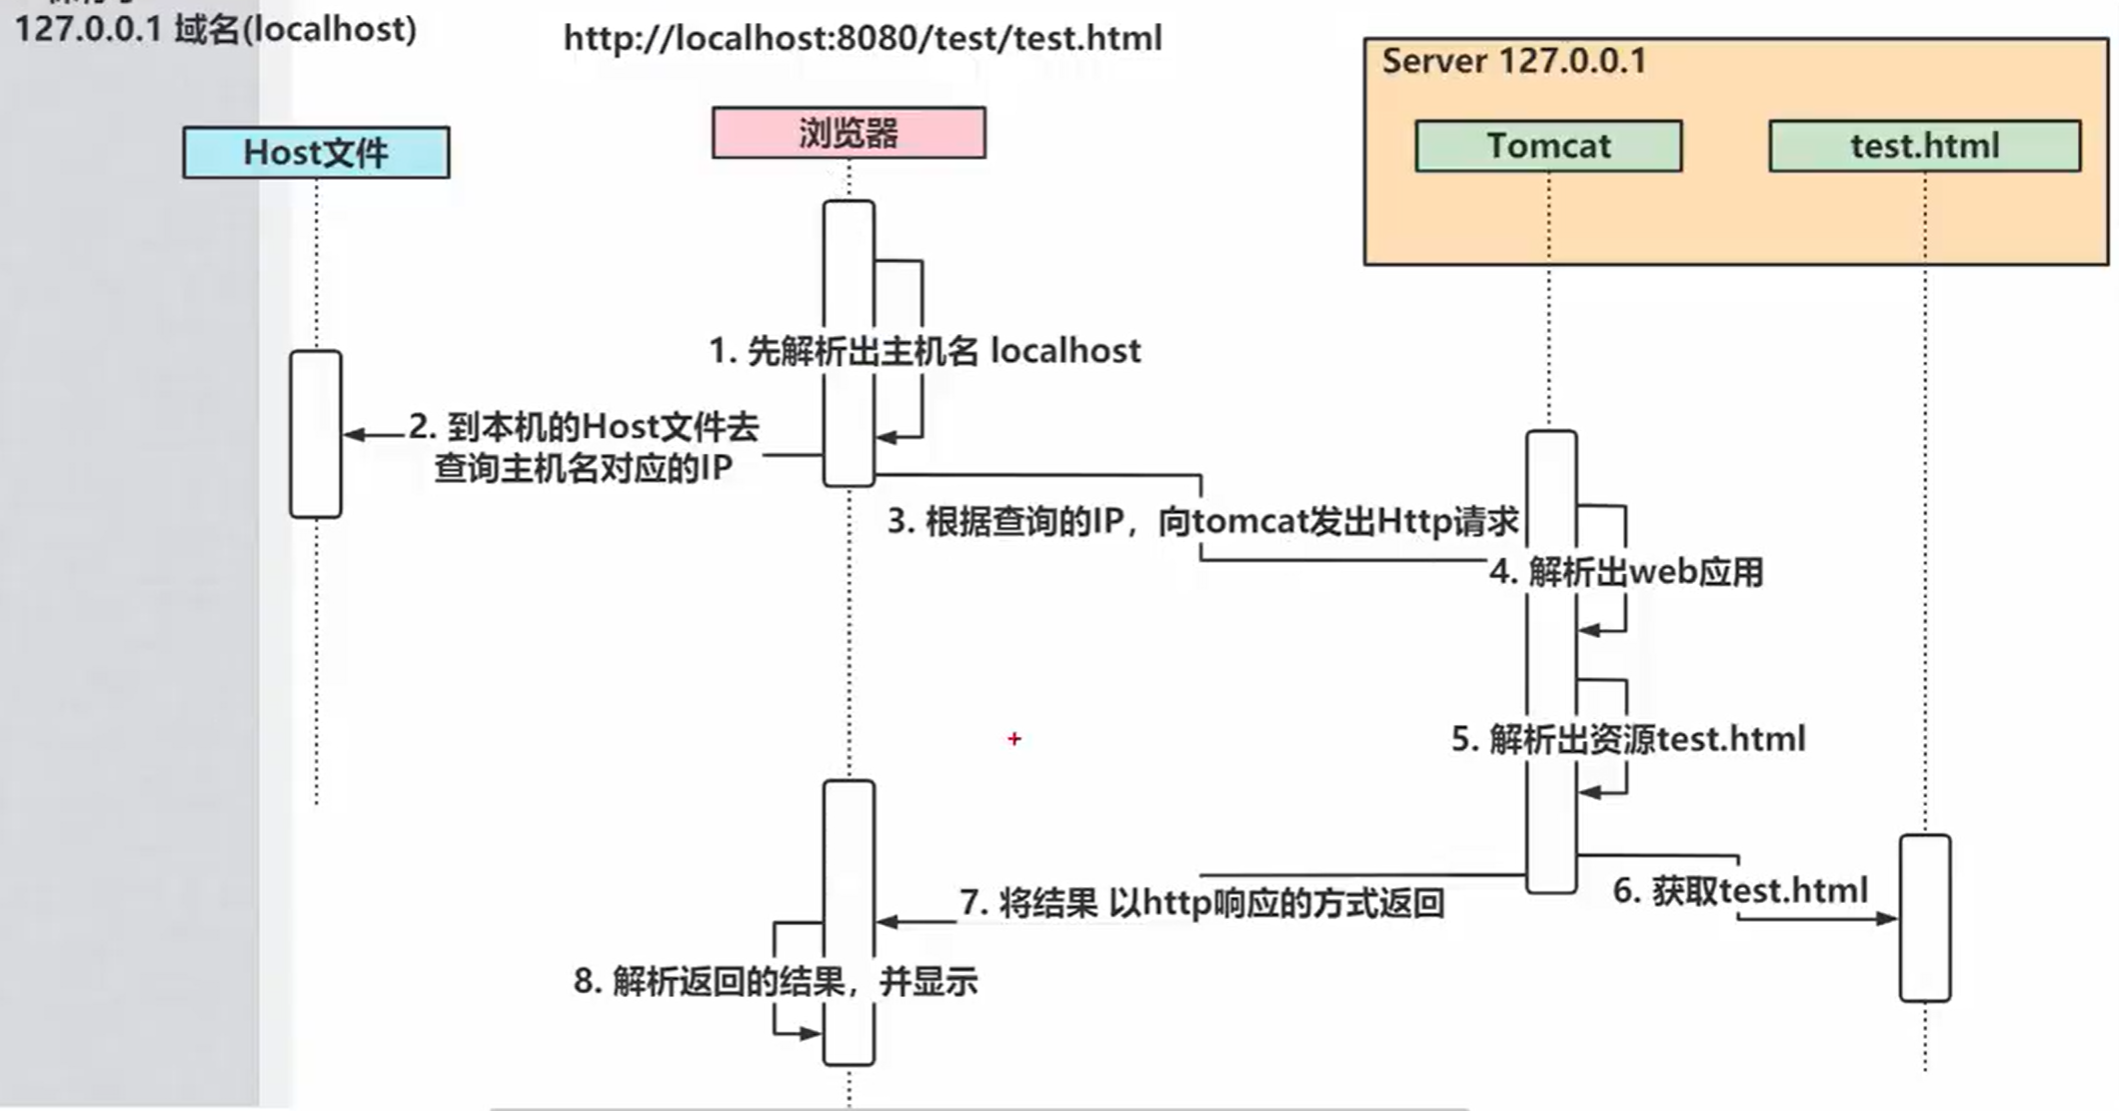 127.0.0.1 域名(localhost)
http://localhost:8080/test/test.html
Server 127.0.0.1
Host文件
浏览器
Tomcat
test.html
1. 先解析出主机名 localhost
2. 到本机的Host文件去
查询主机名对应的IP
3. 根据查询的IP，向tomcat发出Http请求
4. 解析出web应用
5. 解析出资源test.html
6. 获取test.html
7. 将结果 以http响应的方式返回
8. 解析返回的结果，并显示